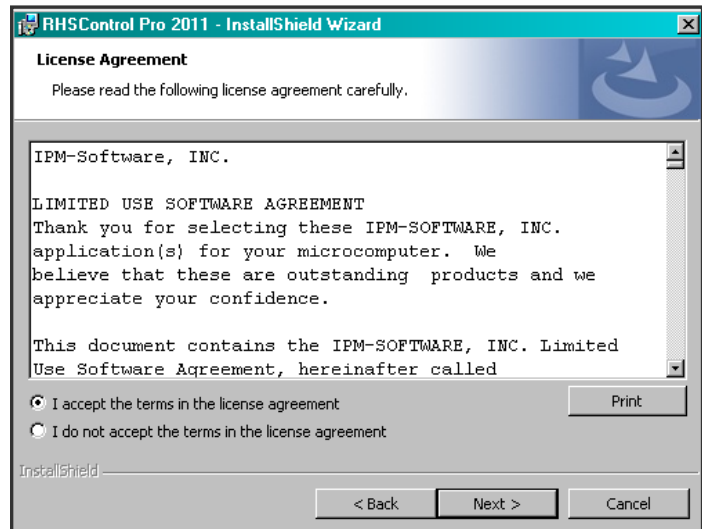 RHSControl Pro 2011 - InstallShield Wizard
License Agreement
Please read the following license agreement carefully.
IPM-Software, INC.
LIMITED USE SOFTWARE AGREEMENT
Thank you for selecting these IPM-SOFTWARE, INC.
application(s) for your microcomputer.  We
believe that these are outstanding  products and we
appreciate your confidence.
This document contains the IPM-SOFTWARE, INC. Limited
Use Software Agreement, hereinafter called
I accept the terms in the license agreement
Print
I do not accept the terms in the license agreement
InstallShield
< Back
Next >
Cancel